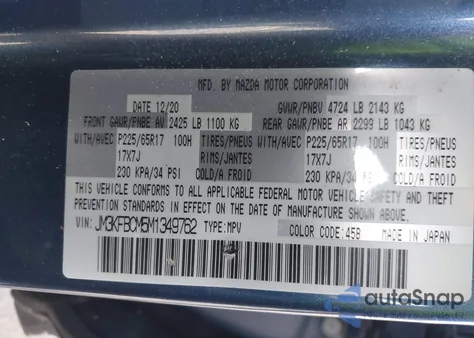 MFD. BY MAZDA MOTOR CORPORATION
DATE 12/20 GVWR/PNBV 4724 LB 2143 KG
FRONT GAWR/PNBE AV 2425 LB 1100 KG REAR GAWR/PNBE AR 2299 LB 1043 KG
WITH/AVEC P225/65R17 100H TIRES/PNEUS WITH/AVEC P225/65R17 100H TIRES/PNEUS
17X7J RIMS/JANTES 17X7J RIMS/JANTES
230 KPA/34 PSI COLD/A FROID 230 KPA/34 PSI COLD/A FROID
THIS VEHICLE CONFORMS TO ALL APPLICABLE FEDERAL MOTOR VEHICLE SAFETY AND THEFT
PREVENTION STANDARDS IN EFFECT ON THE DATE OF MANUFACTURE SHOWN ABOVE.
VIN: JM3KFBCM5M1349762 TYPE: MPV COLOR CODE: 45B MADE IN JAPAN
autoSnap